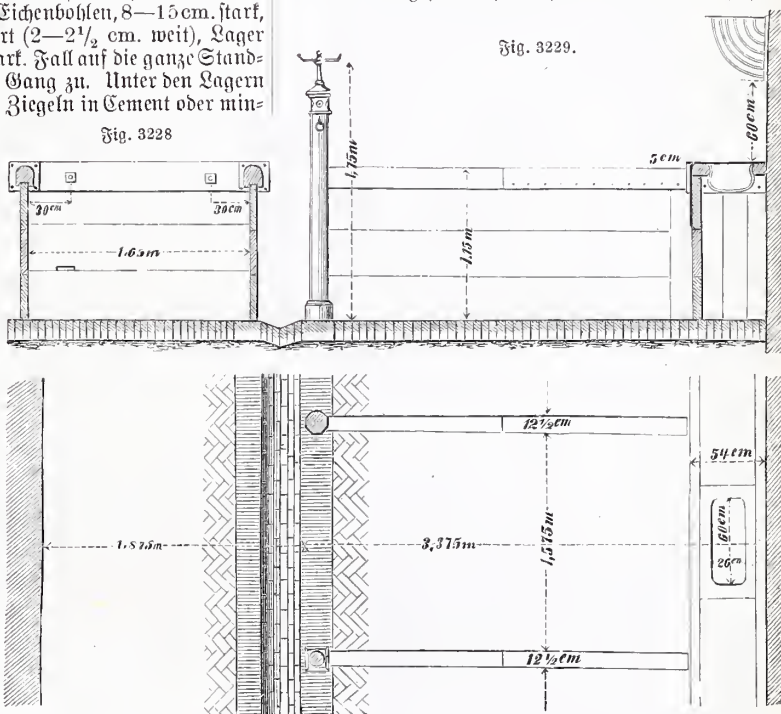 Eichenbohlen, 8—15 cm. stark,
rt (2—2½ cm. weit), Lager
ark. Fall auf die ganze Stand=
Gang zu. Unter den Lagern
Ziegeln in Cement oder min=
Fig. 3228
Fig. 3229.
60cm
1,75m
5cm
30cm
30cm
1,65m
1,15m
12½cm
54cm
1,875m
3,375m
1,575m
60cm
26cm
12½cm